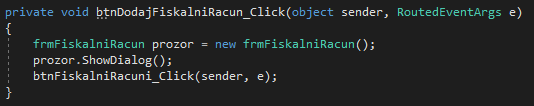 private void btnDodajFiskalniRacun_Click(object sender, RoutedEventArgs e)
{
frmFiskalniRacun prozor = new frmFiskalniRacun();
prozor.ShowDialog();
btnFiskalniRacuni_Click(sender, e);
}